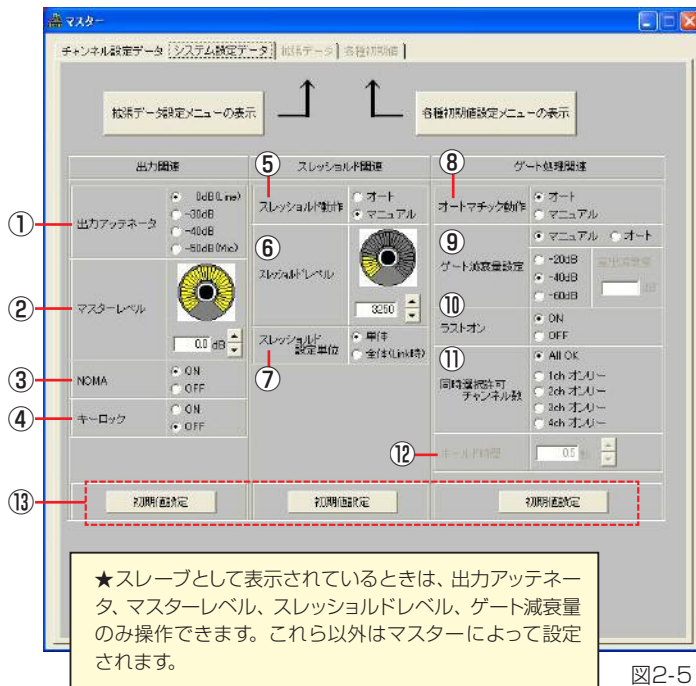 マスター
チャンネル設定データ システム設定データ 拡張データ 各種初期値
拡張データ設定メニューの表示
各種初期値設定メニューの表示
出力関連
スレッショルド関連
ゲート処理関連
① 出力アッテネータ
0dB(Line)
-30dB
-40dB
-50dB(Mic)
② マスターレベル
0.0 dB
③ NOMA
ON
OFF
④ キーロック
ON
OFF
⑤
スレッショルド動作
オート
マニュアル
⑥
スレッショルドレベル
3250
スレッショルド
設定単位
単体
全体(Link時)
⑦
⑧
オートマチック動作
オート
マニュアル
⑨
ゲート減衰量設定
マニュアル オート
-20dB
-40dB
-60dB
算出減衰量
dB
⑩
ラストオン
ON
OFF
⑪
同時選択許可
チャンネル数
All OK
1ch オンリー
2ch オンリー
3ch オンリー
4ch オンリー
⑫ ホールド時間
0.5
⑬ 初期値設定 初期値設定 初期値設定
★スレーブとして表示されているときは、出力アッテネー
タ、マスターレベル、スレッショルドレベル、ゲート減衰量
のみ操作できます。これら以外はマスターによって設定
されます。
図2-5